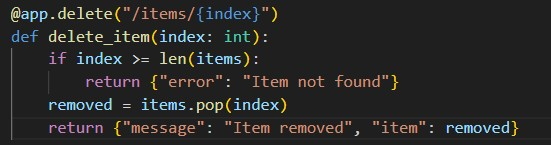 @app.delete("/items/{index}")
def delete_item(index: int):
    if index >= len(items):
        return {"error": "Item not found"}
    removed = items.pop(index)
    return {"message": "Item removed", "item": removed}